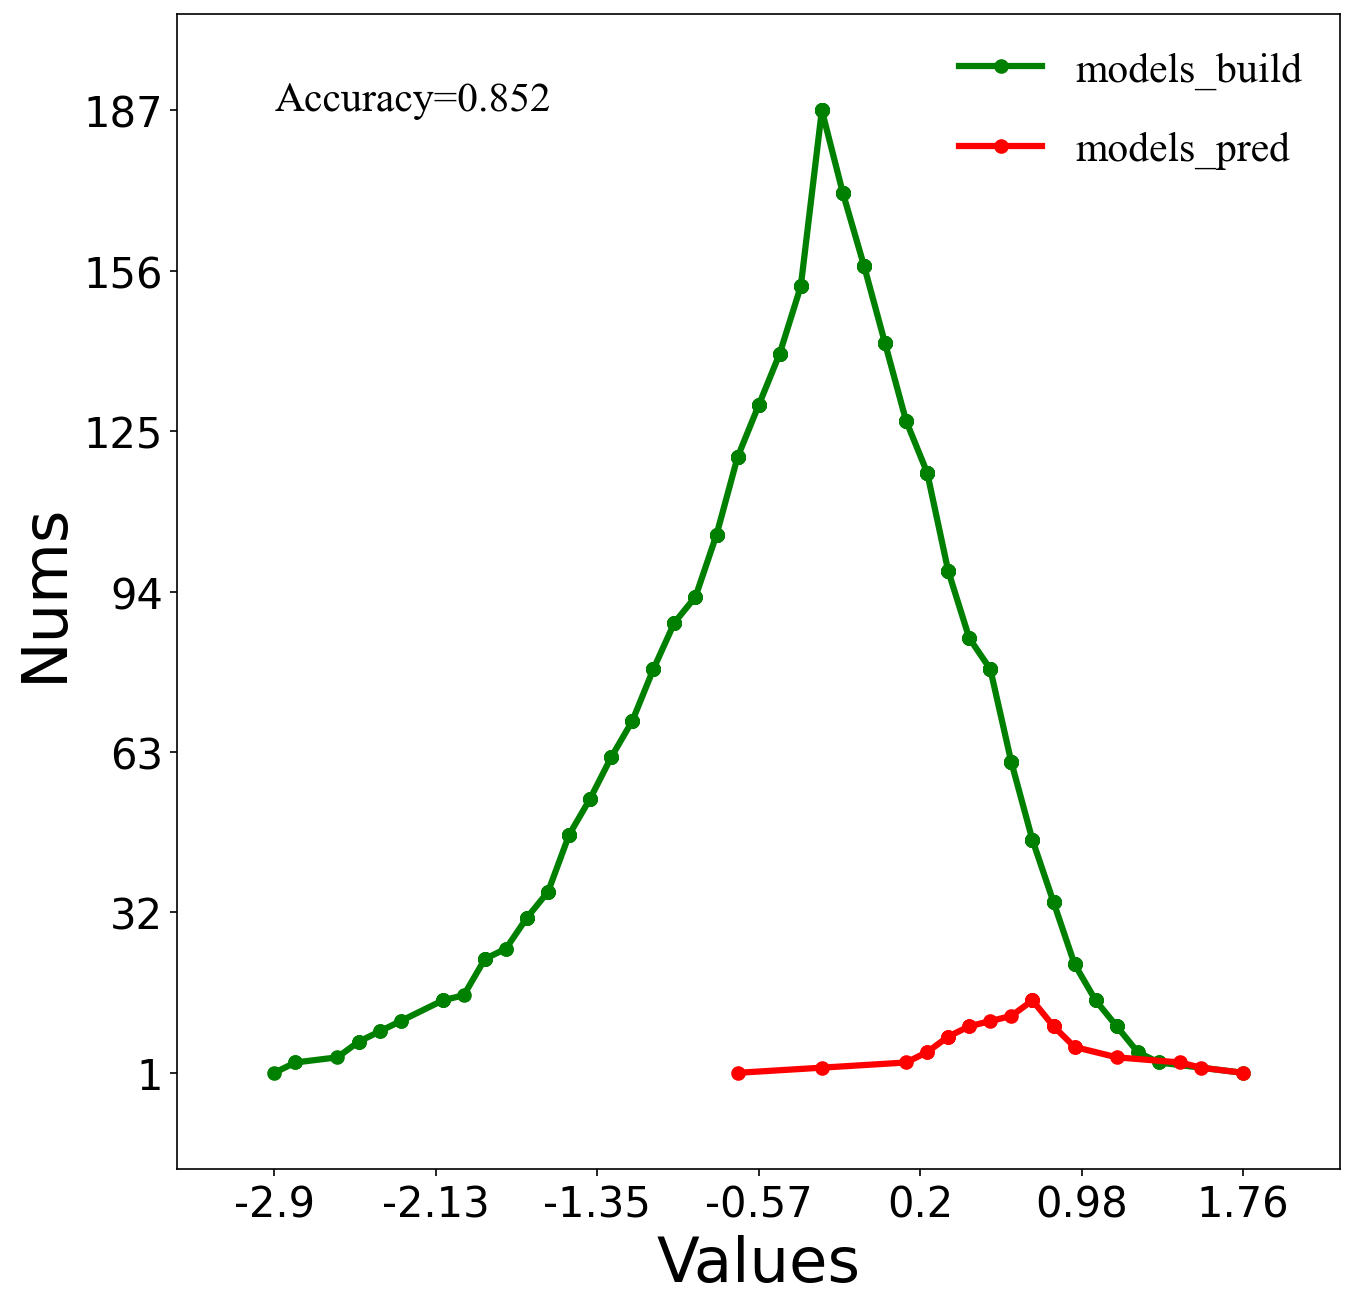 Accuracy=0.852
models_build
models_pred
187
156
125
94
63
32
1
Nums
-2.9 -2.13 -1.35 -0.57 0.2 0.98 1.76
Values